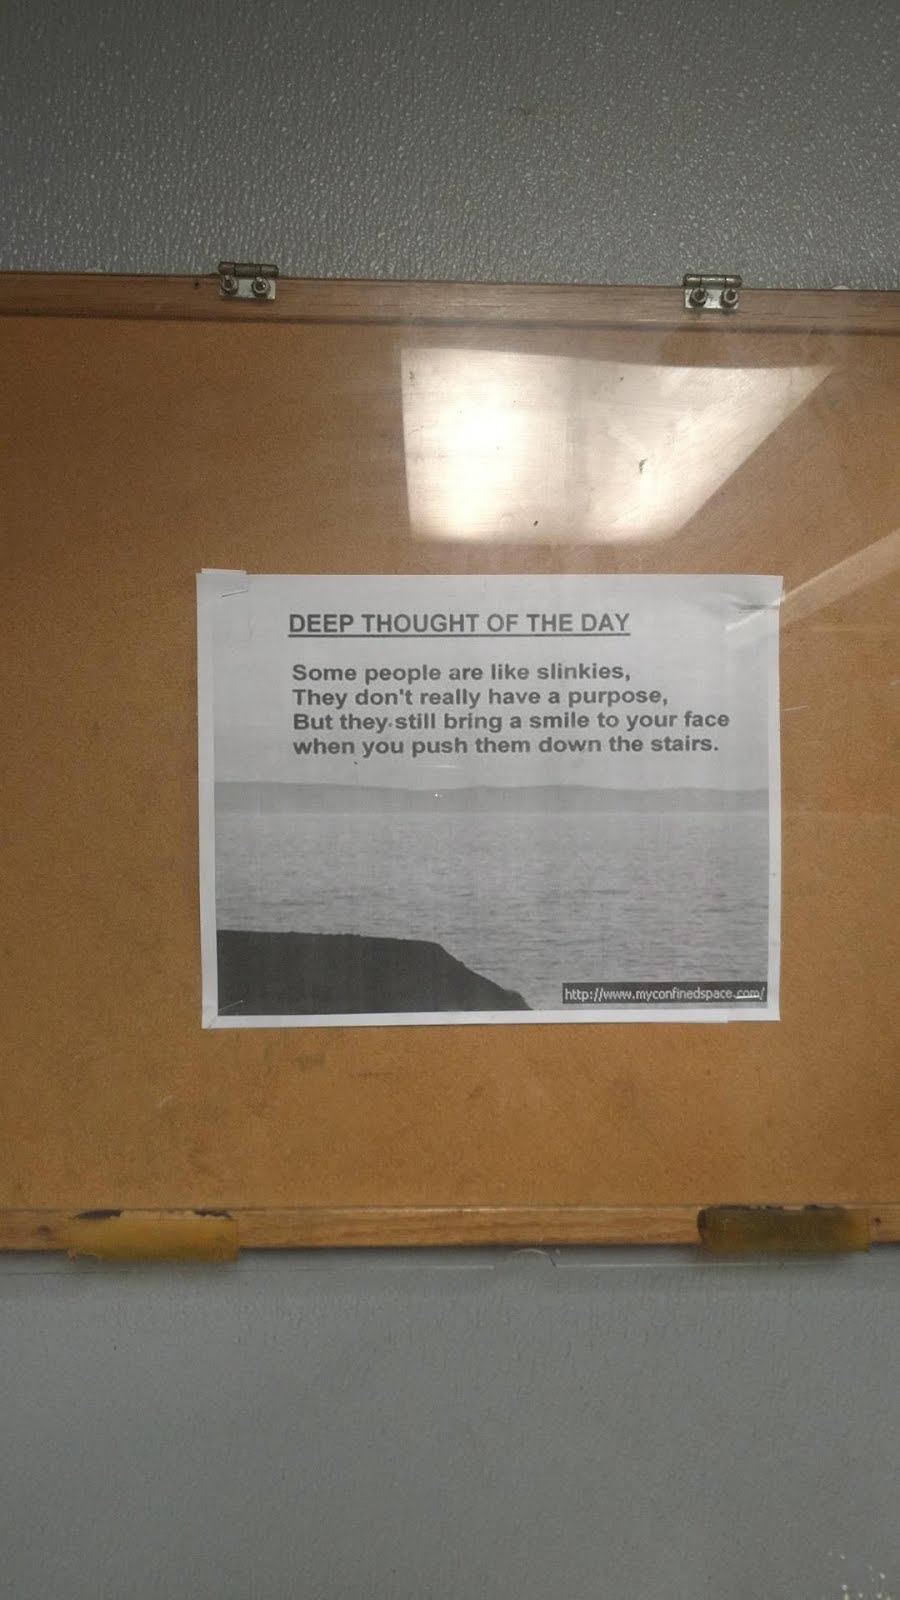 DEEP THOUGHT OF THE DAY
Some people are like slinkies,
They don't really have a purpose,
But they still bring a smile to your face
when you push them down the stairs.
http://www.myconfinedspace.com/